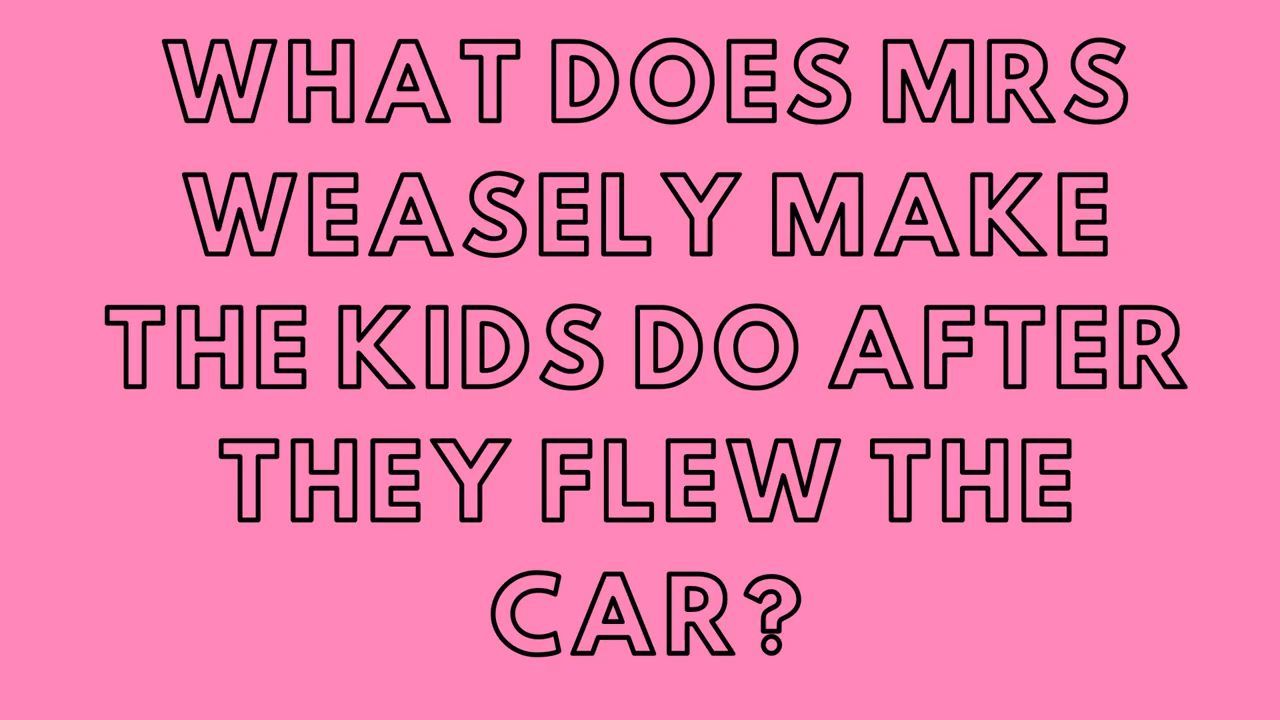 WHAT DOES MRS
WEASELY MAKE
THE KIDS DO AFTER
THEY FLEW THE
CAR?